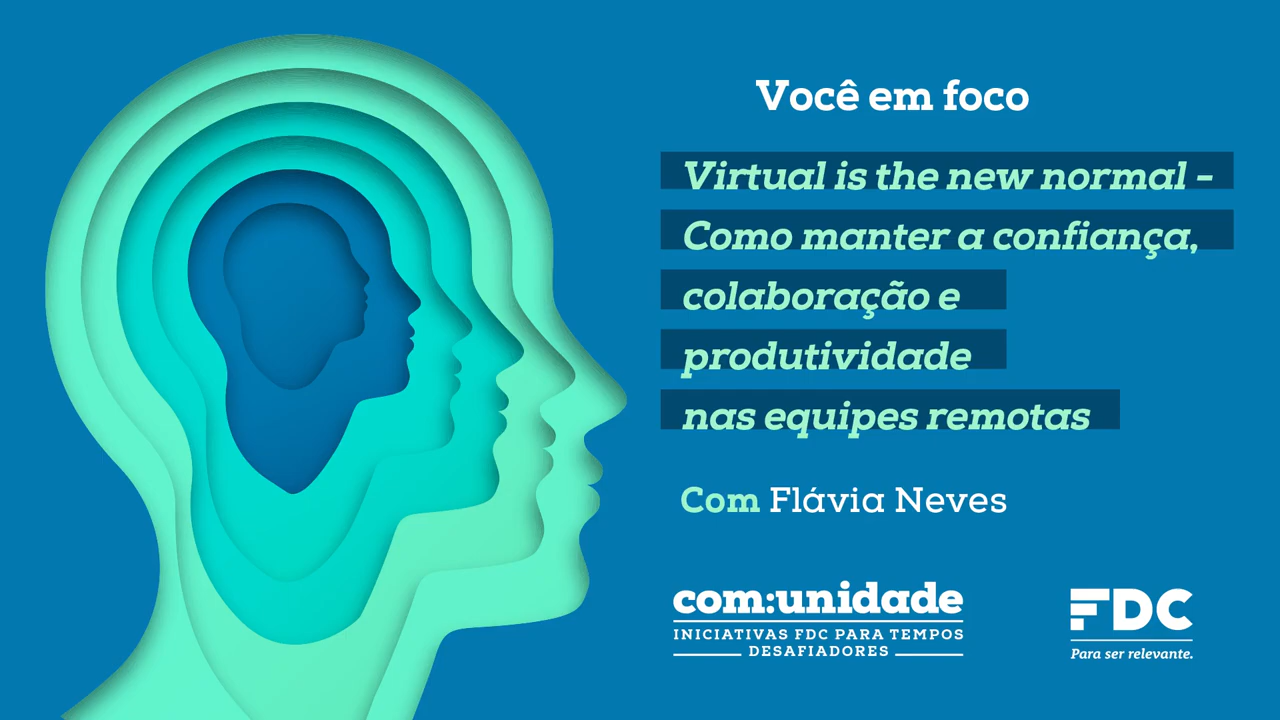 Você em foco
Virtual is the new normal –
Como manter a confiança,
colaboração e
produtividade
nas equipes remotas
Com Flávia Neves
com:unidade
INICIATIVAS FDC PARA TEMPOS
DESAFIADORES
FDC
Para ser relevante.